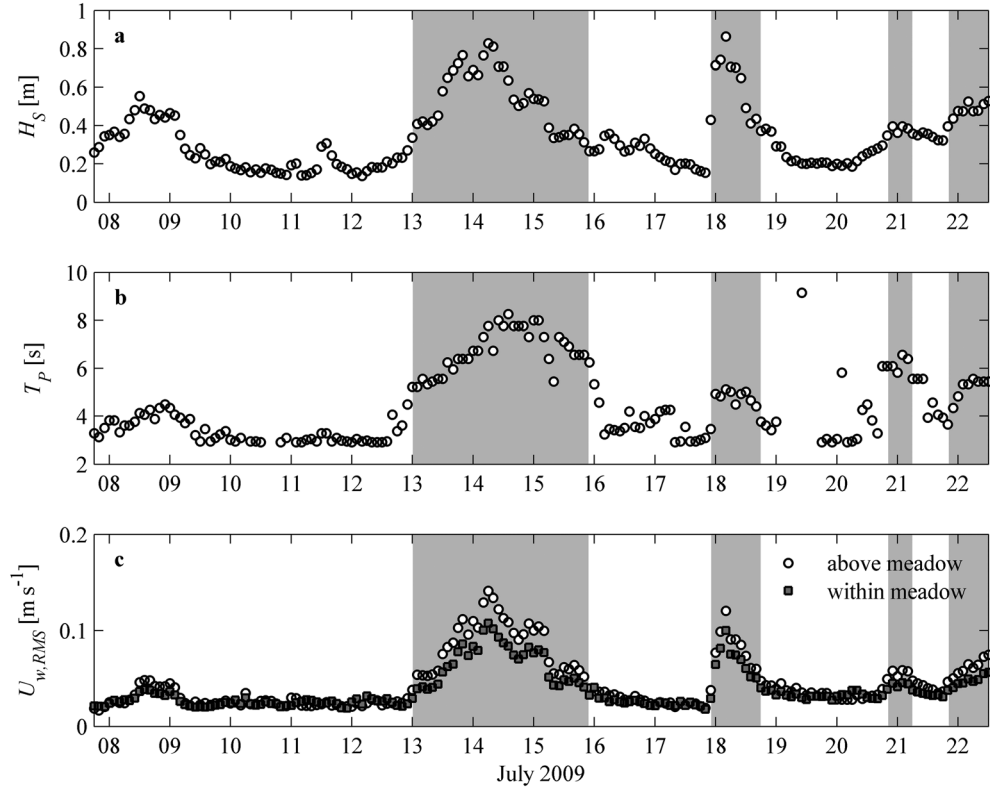 a
1
0.8
0.6
0.4
0.2
0
H_S [m]
08 09 10 11 12 13 14 15 16 17 18 19 20 21 22
b
10
8
6
4
2
T_P [s]
08 09 10 11 12 13 14 15 16 17 18 19 20 21 22
c
0.2
0.1
0
U_w,RMS [m s⁻¹]
above meadow
within meadow
08 09 10 11 12 13 14 15 16 17 18 19 20 21 22
July 2009